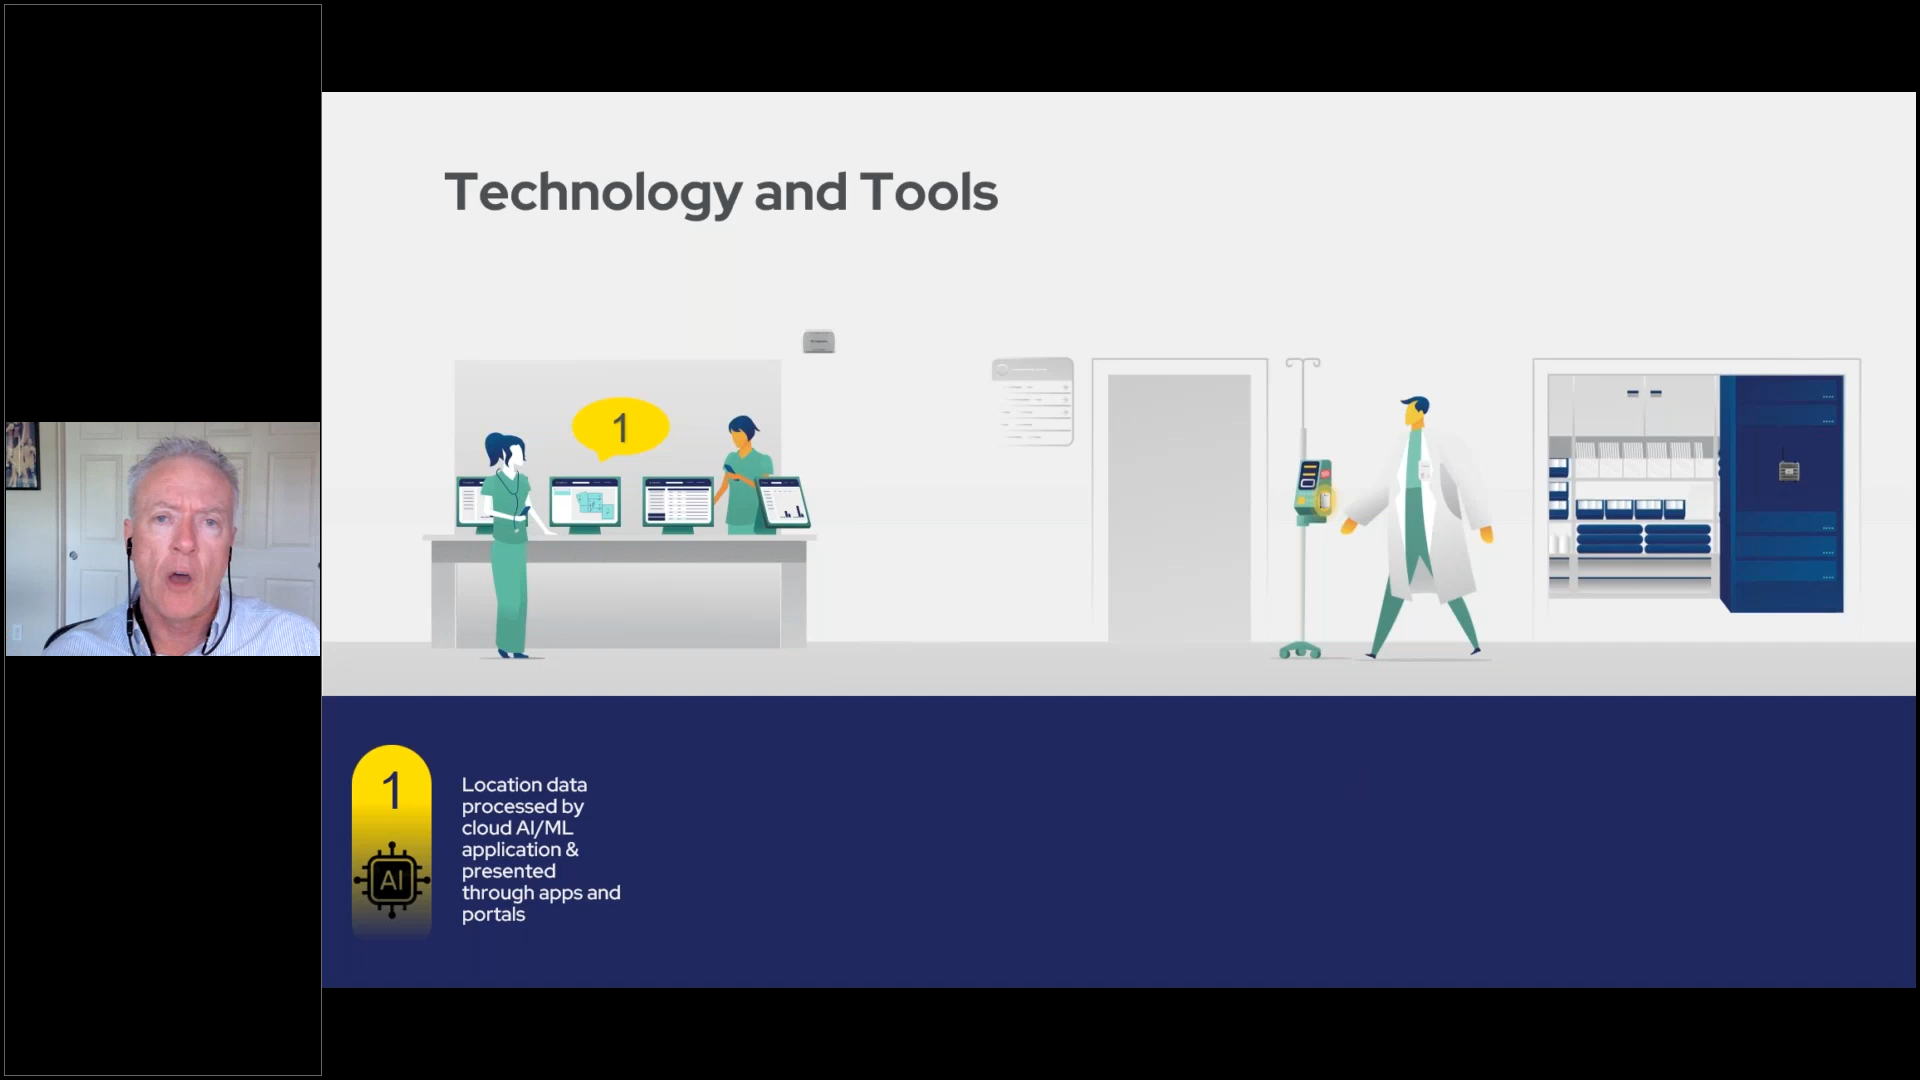 Technology and Tools
1
1
AI
Location data
processed by
cloud AI/ML
application &
presented
through apps and
portals